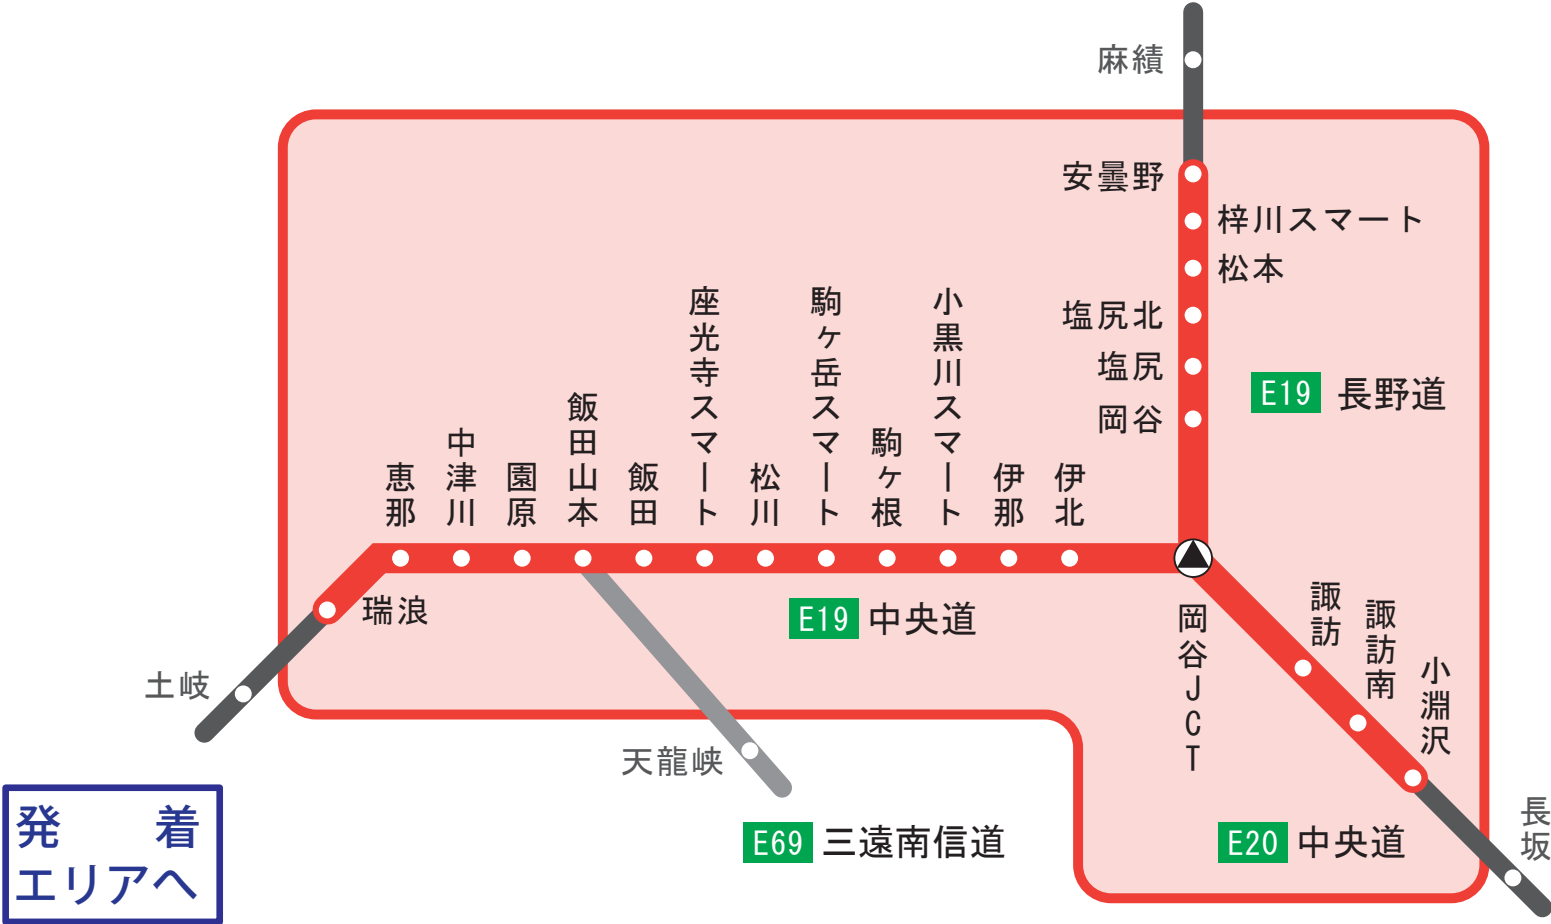 麻績
安曇野
梓川スマート
松本
塩尻北
塩尻
岡谷
E19 長野道
恵那
中津川
園原
飯田山本
飯田
座光寺スマート
松川
駒ヶ岳スマート
駒ヶ根
小黒川スマート
伊那
伊北
瑞浪
土岐
E19 中央道
岡谷JCT
諏訪
諏訪南
小淵沢
長坂
天龍峡
E69 三遠南信道
E20 中央道
発 着
エリアへ